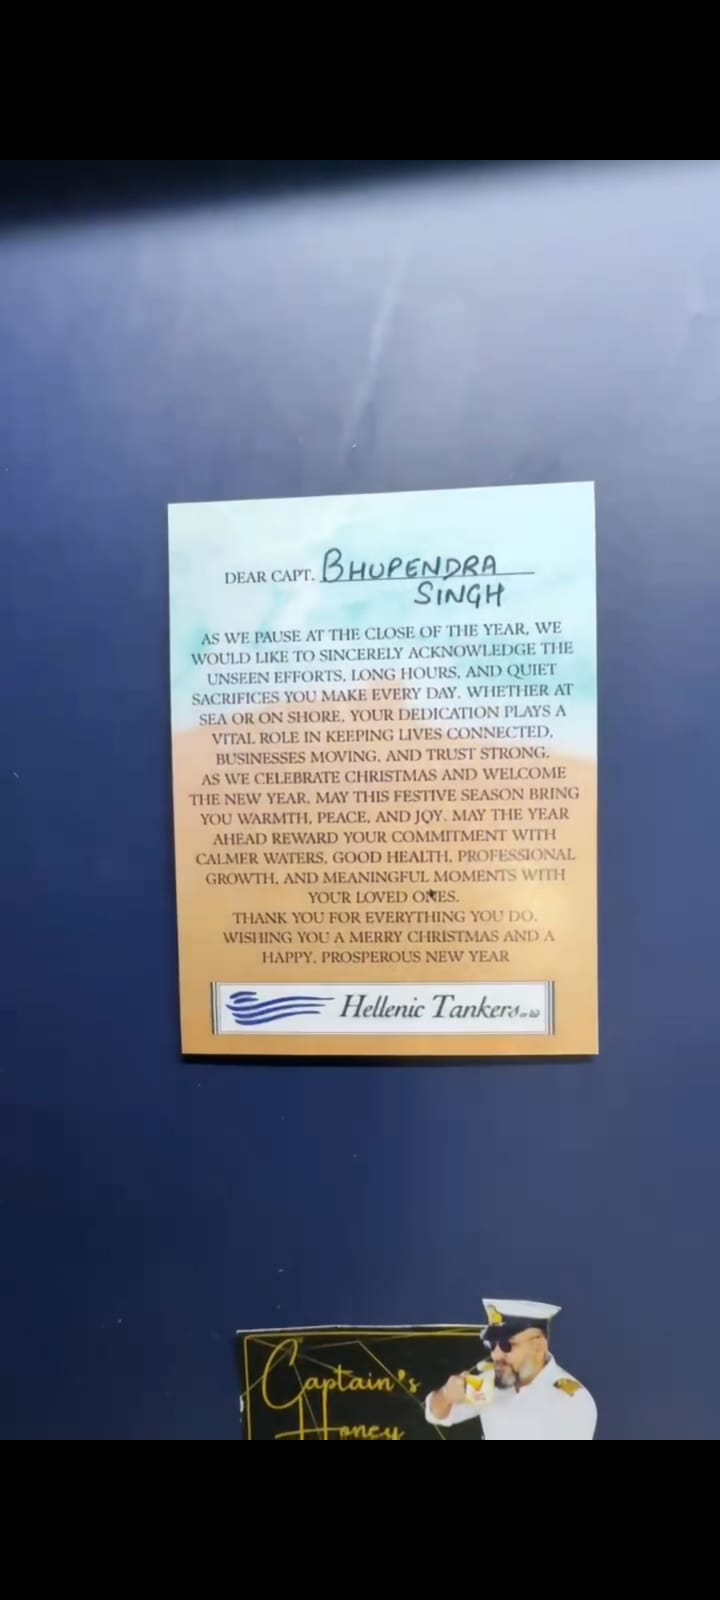 DEAR CAPT. BHUPENDRA
SINGH
AS WE PAUSE AT THE CLOSE OF THE YEAR, WE
WOULD LIKE TO SINCERELY ACKNOWLEDGE THE
UNSEEN EFFORTS, LONG HOURS, AND QUIET
SACRIFICES YOU MAKE EVERY DAY. WHETHER AT
SEA OR ON SHORE, YOUR DEDICATION PLAYS A
VITAL ROLE IN KEEPING LIVES CONNECTED,
BUSINESSES MOVING, AND TRUST STRONG.
AS WE CELEBRATE CHRISTMAS AND WELCOME
THE NEW YEAR, MAY THIS FESTIVE SEASON BRING
YOU WARMTH, PEACE, AND JOY. MAY THE YEAR
AHEAD REWARD YOUR COMMITMENT WITH
CALMER WATERS, GOOD HEALTH, PROFESSIONAL
GROWTH, AND MEANINGFUL MOMENTS WITH
YOUR LOVED ONES.
THANK YOU FOR EVERYTHING YOU DO.
WISHING YOU A MERRY CHRISTMAS AND A
HAPPY, PROSPEROUS NEW YEAR
Hellenic Tankers
Captain's
Honey